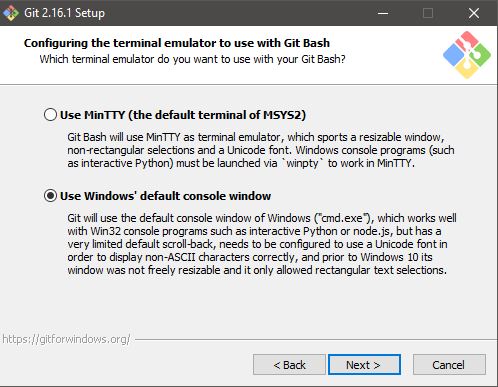 Git 2.16.1 Setup
Configuring the terminal emulator to use with Git Bash
Which terminal emulator do you want to use with your Git Bash?
Use MinTTY (the default terminal of MSYS2)
Git Bash will use MinTTY as terminal emulator, which sports a resizable window,
non-rectangular selections and a Unicode font. Windows console programs (such
as interactive Python) must be launched via `winpty` to work in MinTTY.
Use Windows' default console window
Git will use the default console window of Windows ("cmd.exe"), which works well
with Win32 console programs such as interactive Python or node.js, but has a
very limited default scroll-back, needs to be configured to use a Unicode font in
order to display non-ASCII characters correctly, and prior to Windows 10 its
window was not freely resizable and it only allowed rectangular text selections.
https://gitforwindows.org/
< Back
Next >
Cancel